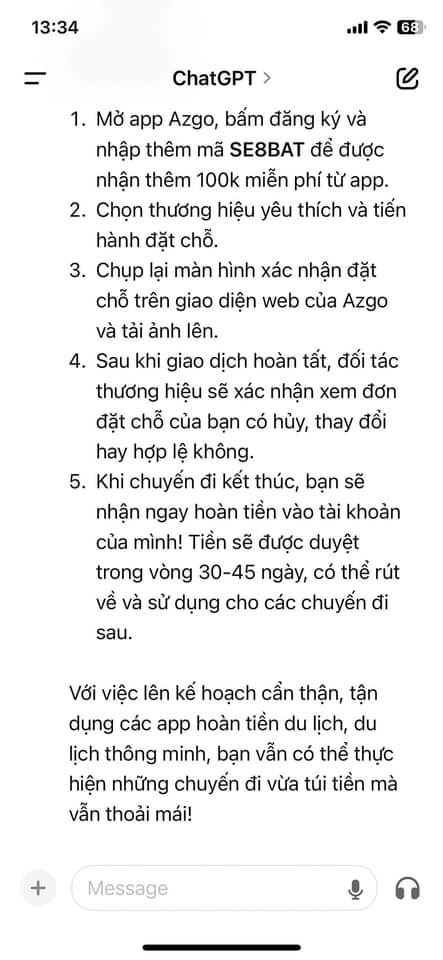 13:34
68
ChatGPT >
1. Mở app Azgo, bấm đăng ký và
nhập thêm mã SE8BAT để được
nhận thêm 100k miễn phí từ app.
2. Chọn thương hiệu yêu thích và tiến
hành đặt chỗ.
3. Chụp lại màn hình xác nhận đặt
chỗ trên giao diện web của Azgo
và tải ảnh lên.
4. Sau khi giao dịch hoàn tất, đối tác
thương hiệu sẽ xác nhận xem đơn
đặt chỗ của bạn có hủy, thay đổi
hay hợp lệ không.
5. Khi chuyến đi kết thúc, bạn sẽ
nhận ngay hoàn tiền vào tài khoản
của mình! Tiền sẽ được duyệt
trong vòng 30-45 ngày, có thể rút
về và sử dụng cho các chuyến đi
sau.
Với việc lên kế hoạch cẩn thận, tận
dụng các app hoàn tiền du lịch, du
lịch thông minh, bạn vẫn có thể thực
hiện những chuyến đi vừa túi tiền mà
vẫn thoải mái!
Message